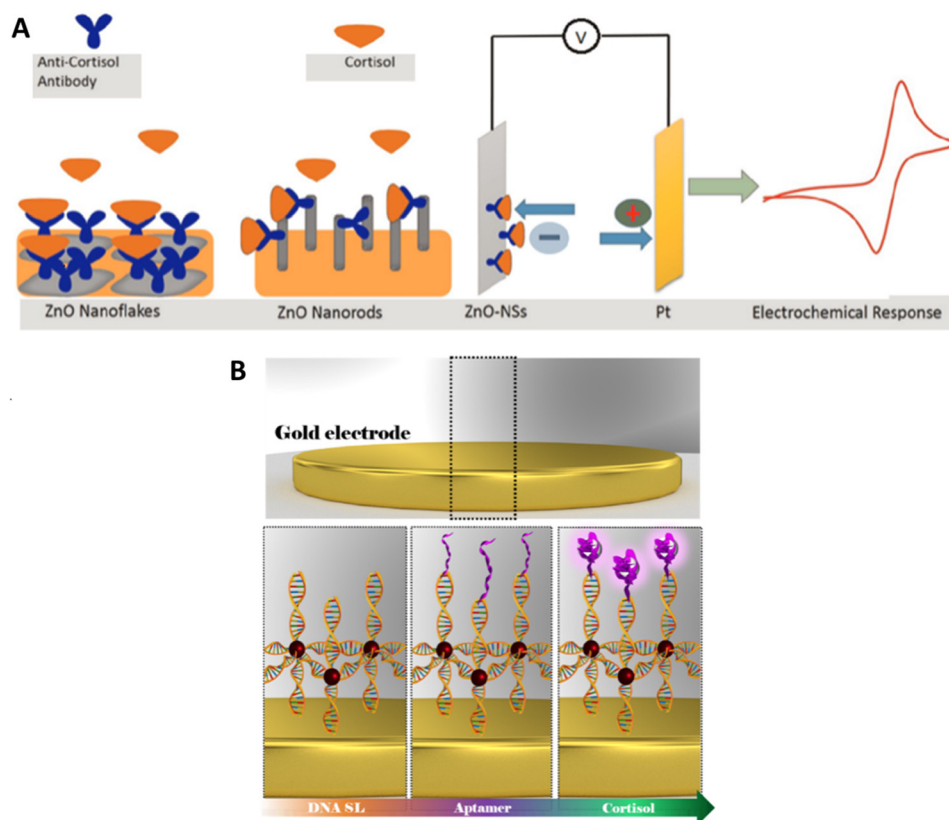 A
Anti-Cortisol
Antibody
Cortisol
V
+
−
ZnO Nanoflakes
ZnO Nanorods
ZnO-NSs
Pt
Electrochemical Response
B
Gold electrode
DNA SL
Aptamer
Cortisol